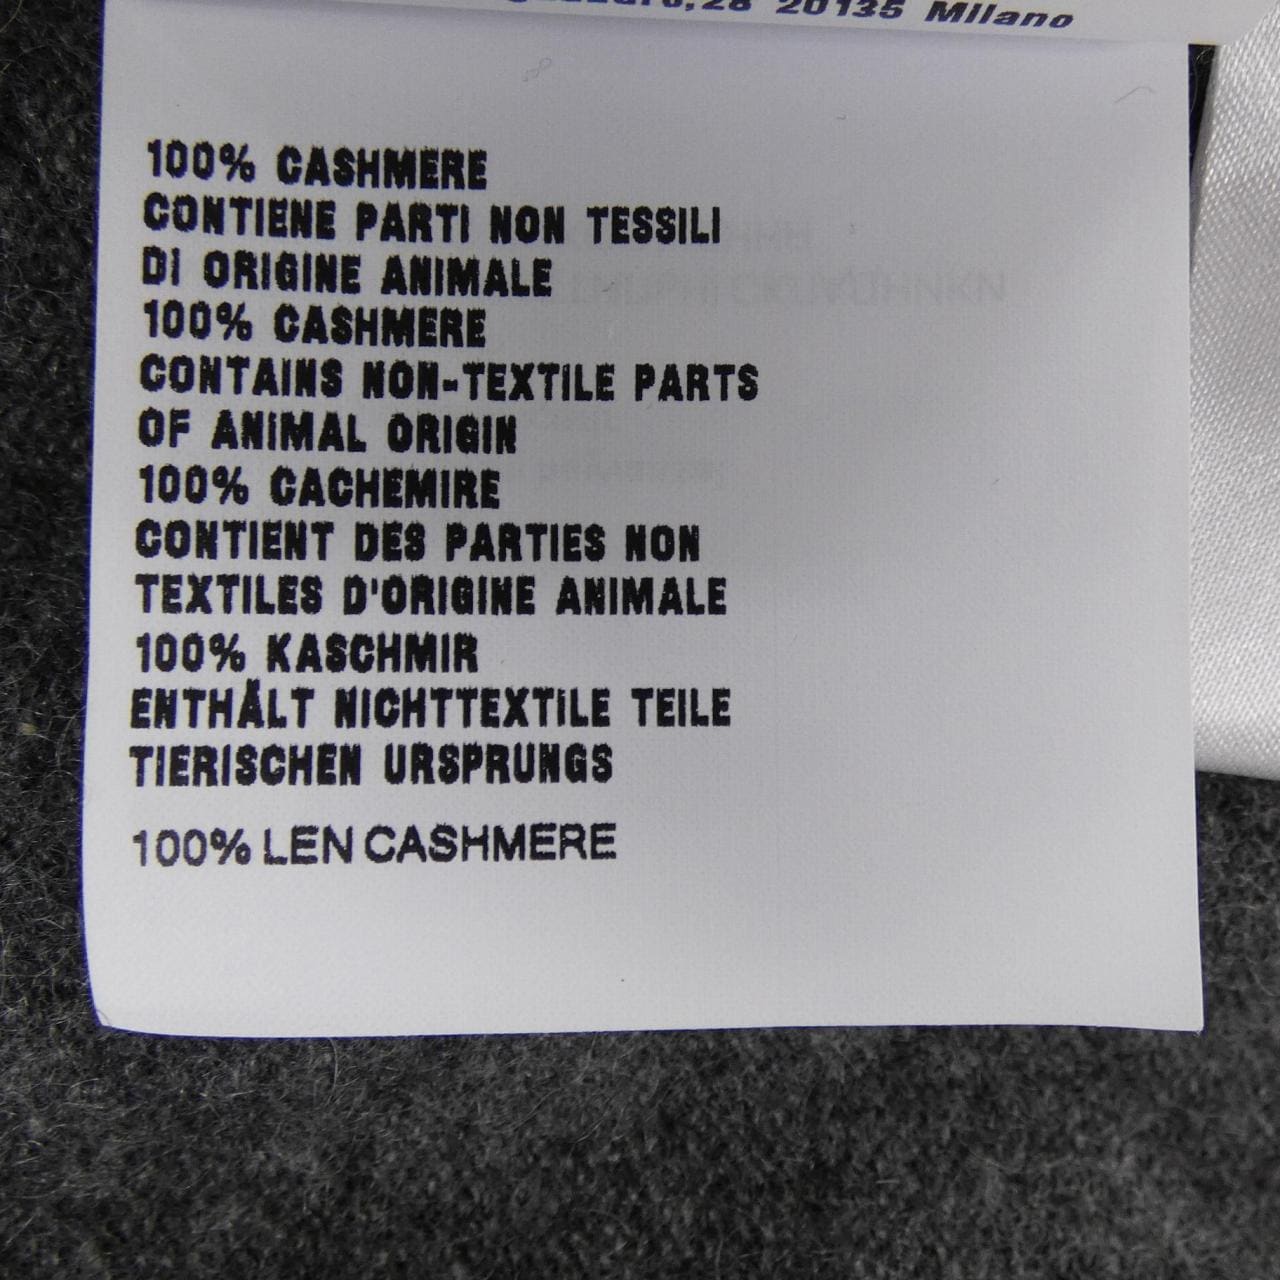 28 20135 Milano
100% CASHMERE
CONTIENE PARTI NON TESSILI
DI ORIGINE ANIMALE
100% CASHMERE
CONTAINS NON-TEXTILE PARTS
OF ANIMAL ORIGIN
100% CACHEMIRE
CONTIENT DES PARTIES NON
TEXTILES D'ORIGINE ANIMALE
100% KASCHMIR
ENTHÄLT NICHTTEXTILE TEILE
TIERISCHEN URSPRUNGS
100% LEN CASHMERE